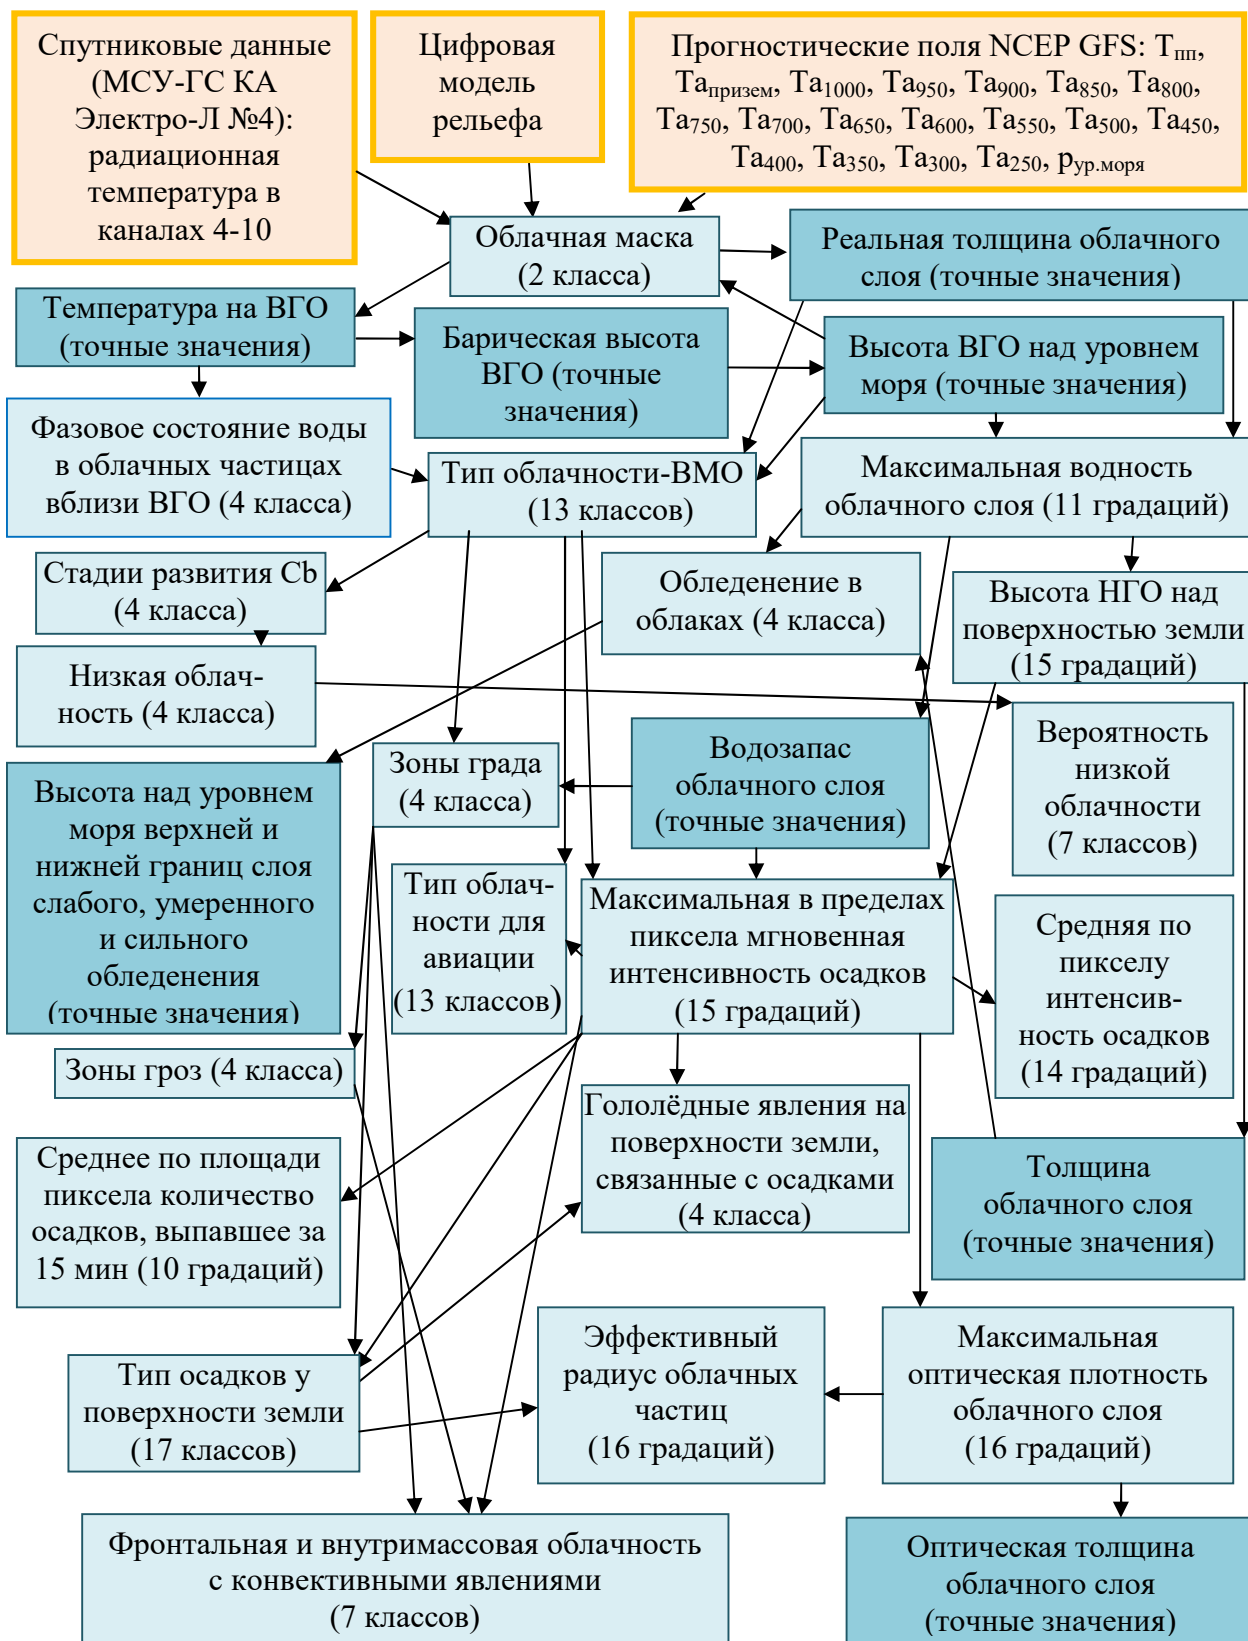 Спутниковые данные
(МСУ-ГС КА
Электро-Л №4):
радиационная
температура в
каналах 4-10
Цифровая
модель
рельефа
Прогностические поля NCEP GFS: Tпп,
Taпризем, Ta1000, Ta950, Ta900, Ta850, Ta800,
Ta750, Ta700, Ta650, Ta600, Ta550, Ta500, Ta450,
Ta400, Ta350, Ta300, Ta250, pур.моря
Облачная маска
(2 класса)
Реальная толщина облачного
слоя (точные значения)
Температура на ВГО
(точные значения)
Барическая высота
ВГО (точные
значения)
Высота ВГО над уровнем
моря (точные значения)
Фазовое состояние воды
в облачных частицах
вблизи ВГО (4 класса)
Тип облачности-ВМО
(13 классов)
Максимальная водность
облачного слоя (11 градаций)
Стадии развития Cb
(4 класса)
Обледенение в
облаках (4 класса)
Высота НГО над
поверхностью земли
(15 градаций)
Низкая облач-
ность (4 класса)
Вероятность
низкой
облачности
(7 классов)
Высота над уровнем
моря верхней и
нижней границ слоя
слабого, умеренного
и сильного
обледенения
(точные значения)
Зоны града
(4 класса)
Водозапас
облачного слоя
(точные значения)
Тип облач-
ности для
авиации
(13 классов)
Максимальная в пределах
пиксела мгновенная
интенсивность осадков
(15 градаций)
Средняя по
пикселу
интенсив-
ность осадков
(14 градаций)
Зоны гроз (4 класса)
Гололёдные явления на
поверхности земли,
связанные с осадками
(4 класса)
Среднее по площади
пиксела количество
осадков, выпавшее за
15 мин (10 градаций)
Толщина
облачного слоя
(точные значения)
Тип осадков у
поверхности земли
(17 классов)
Эффективный
радиус облачных
частиц
(16 градаций)
Максимальная
оптическая плотность
облачного слоя
(16 градаций)
Фронтальная и внутримассовая облачность
с конвективными явлениями
(7 классов)
Оптическая толщина
облачного слоя
(точные значения)